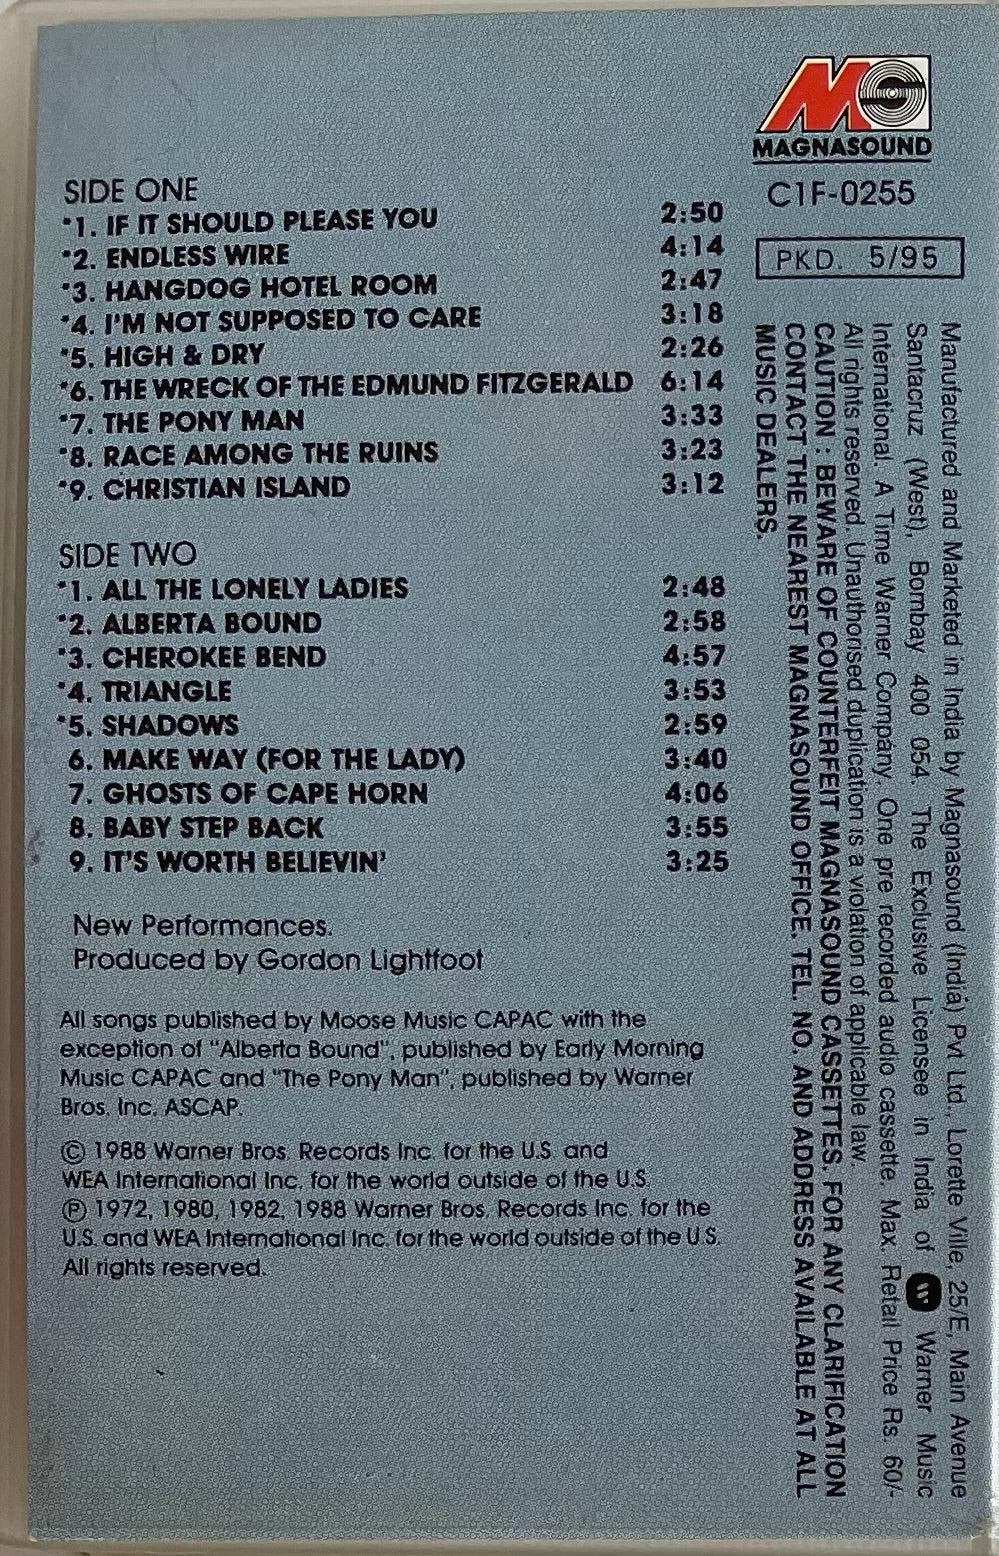 SIDE ONE
*1. IF IT SHOULD PLEASE YOU 2:50
*2. ENDLESS WIRE 4:14
*3. HANGDOG HOTEL ROOM 2:47
*4. I'M NOT SUPPOSED TO CARE 3:18
*5. HIGH & DRY 2:26
*6. THE WRECK OF THE EDMUND FITZGERALD 6:14
*7. THE PONY MAN 3:33
*8. RACE AMONG THE RUINS 3:23
*9. CHRISTIAN ISLAND 3:12
SIDE TWO
*1. ALL THE LONELY LADIES 2:48
*2. ALBERTA BOUND 2:58
*3. CHEROKEE BEND 4:57
*4. TRIANGLE 3:53
*5. SHADOWS 2:59
6. MAKE WAY (FOR THE LADY) 3:40
7. GHOSTS OF CAPE HORN 4:06
8. BABY STEP BACK 3:55
9. IT'S WORTH BELIEVIN' 3:25
New Performances.
Produced by Gordon Lightfoot
All songs published by Moose Music CAPAC with the
exception of "Alberta Bound", published by Early Morning
Music CAPAC and "The Pony Man", published by Warner
Bros. Inc. ASCAP.
© 1988 Warner Bros. Records Inc. for the U.S. and
WEA International Inc. for the world outside of the U.S.
℗ 1972, 1980, 1982, 1988 Warner Bros. Records Inc. for the
U.S. and WEA International Inc. for the world outside of the U.S.
All rights reserved.
MS
MAGNASOUND
C1F-0255
PKD. 5/95
Manufactured and Marketed in India by Magnasound (India) Pvt Ltd., Lorette Ville, 25/E, Main Avenue
Santacruz (West), Bombay 400 054. The Exclusive Licensee in India of Warner Music
International. A Time Warner Company. One pre recorded audio cassette. Max. Retail Price Rs. 60/-
All rights reserved. Unauthorised duplication is a violation of applicable law.
CAUTION : BEWARE OF COUNTERFEIT MAGNASOUND CASSETTES. FOR ANY CLARIFICATION
CONTACT THE NEAREST MAGNASOUND OFFICE. TEL. NO. AND ADDRESS AVAILABLE AT ALL
MUSIC DEALERS.